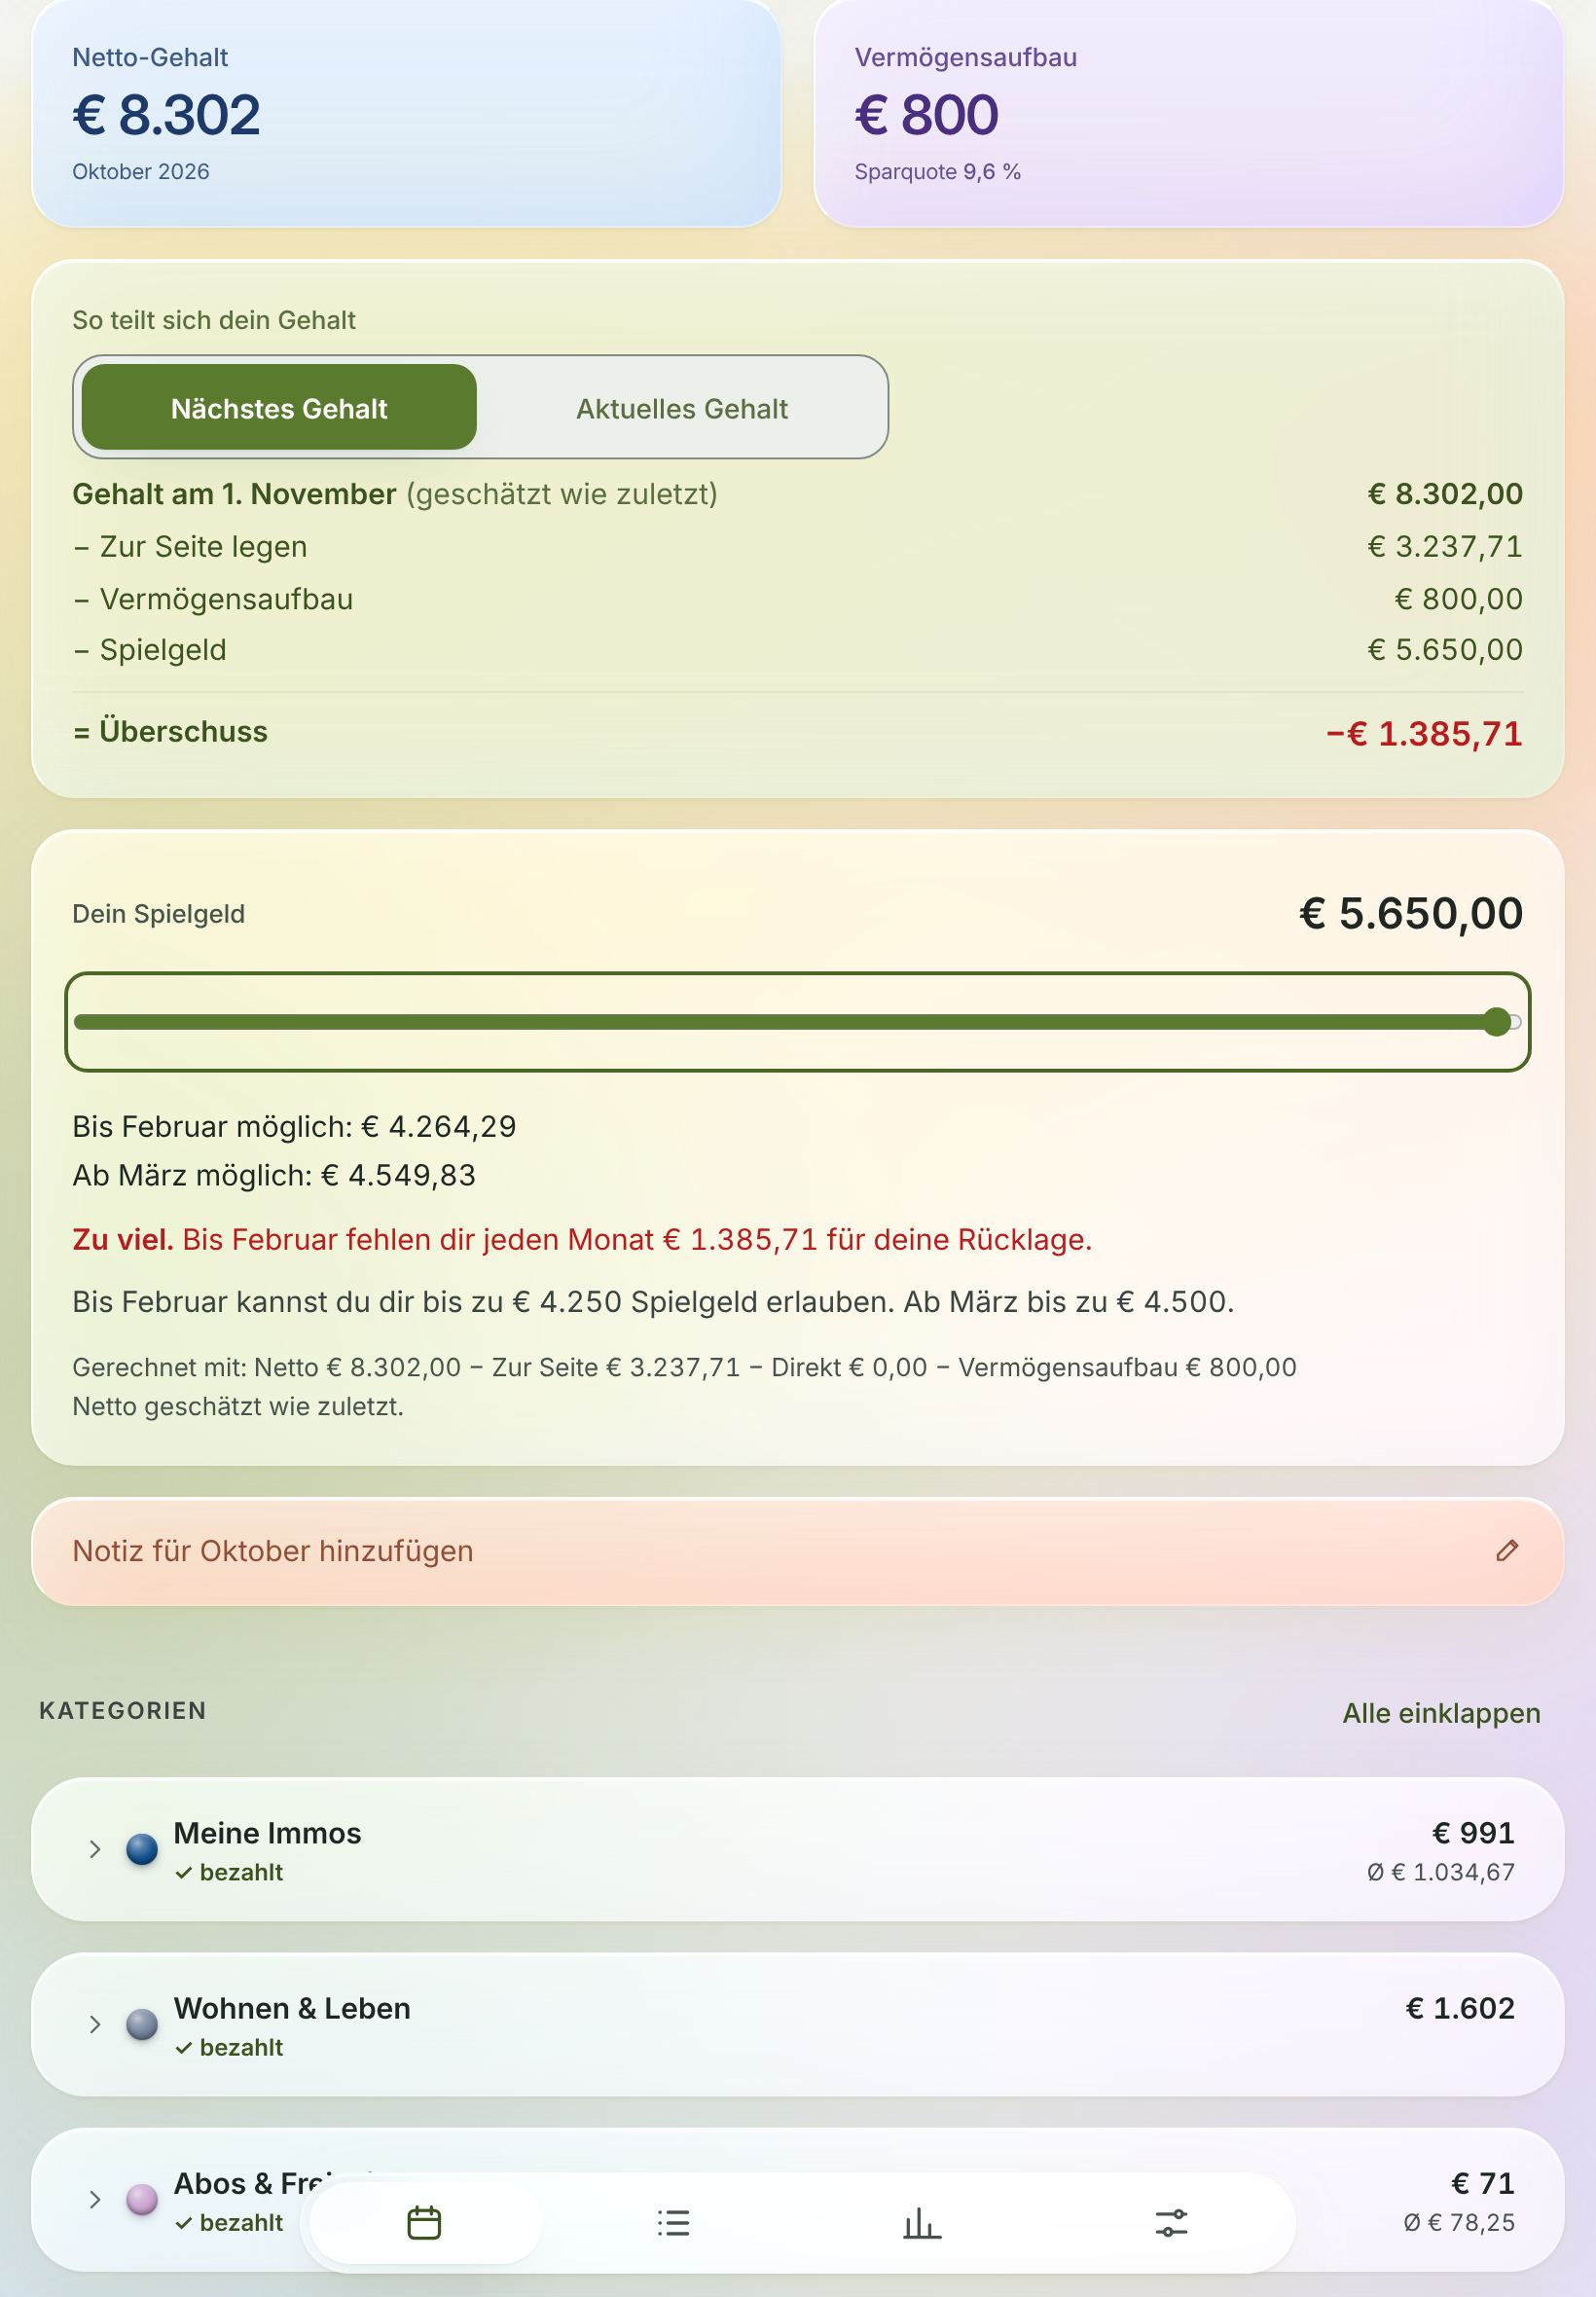 Netto-Gehalt
€ 8.302
Oktober 2026
Vermögensaufbau
€ 800
Sparquote 9,6 %
So teilt sich dein Gehalt
Nächstes Gehalt
Aktuelles Gehalt
Gehalt am 1. November (geschätzt wie zuletzt) € 8.302,00
− Zur Seite legen € 3.237,71
− Vermögensaufbau € 800,00
− Spielgeld € 5.650,00
= Überschuss −€ 1.385,71
Dein Spielgeld € 5.650,00
Bis Februar möglich: € 4.264,29
Ab März möglich: € 4.549,83
Zu viel. Bis Februar fehlen dir jeden Monat € 1.385,71 für deine Rücklage.
Bis Februar kannst du dir bis zu € 4.250 Spielgeld erlauben. Ab März bis zu € 4.500.
Gerechnet mit: Netto € 8.302,00 − Zur Seite € 3.237,71 − Direkt € 0,00 − Vermögensaufbau € 800,00
Netto geschätzt wie zuletzt.
Notiz für Oktober hinzufügen
KATEGORIEN Alle einklappen
Meine Immos € 991
✓ bezahlt Ø € 1.034,67
Wohnen & Leben € 1.602
✓ bezahlt
Abos & € 71
✓ bezahlt Ø € 78,25